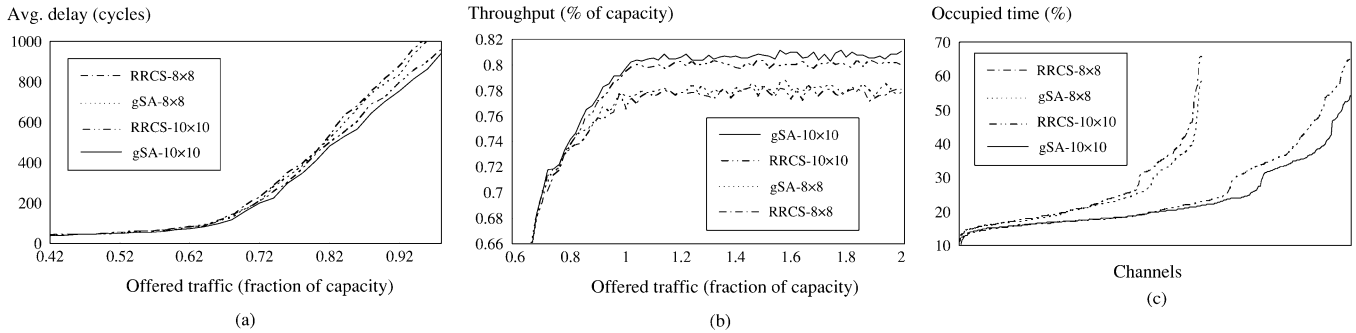 Avg. delay (cycles)
1000
800
600
400
200
0
0.42
0.52
0.62
0.72
0.82
0.92
RRCS-8×8
gSA-8×8
RRCS-10×10
gSA-10×10
Offered traffic (fraction of capacity)
(a)
Throughput (% of capacity)
0.82
0.8
0.78
0.76
0.74
0.72
0.7
0.68
0.66
0.6
0.8
1
1.2
1.4
1.6
1.8
2
gSA-10×10
RRCS-10×10
gSA-8×8
RRCS-8×8
Offered traffic (fraction of capacity)
(b)
Occupied time (%)
70
60
50
40
30
20
10
RRCS-8×8
gSA-8×8
RRCS-10×10
gSA-10×10
Channels
(c)